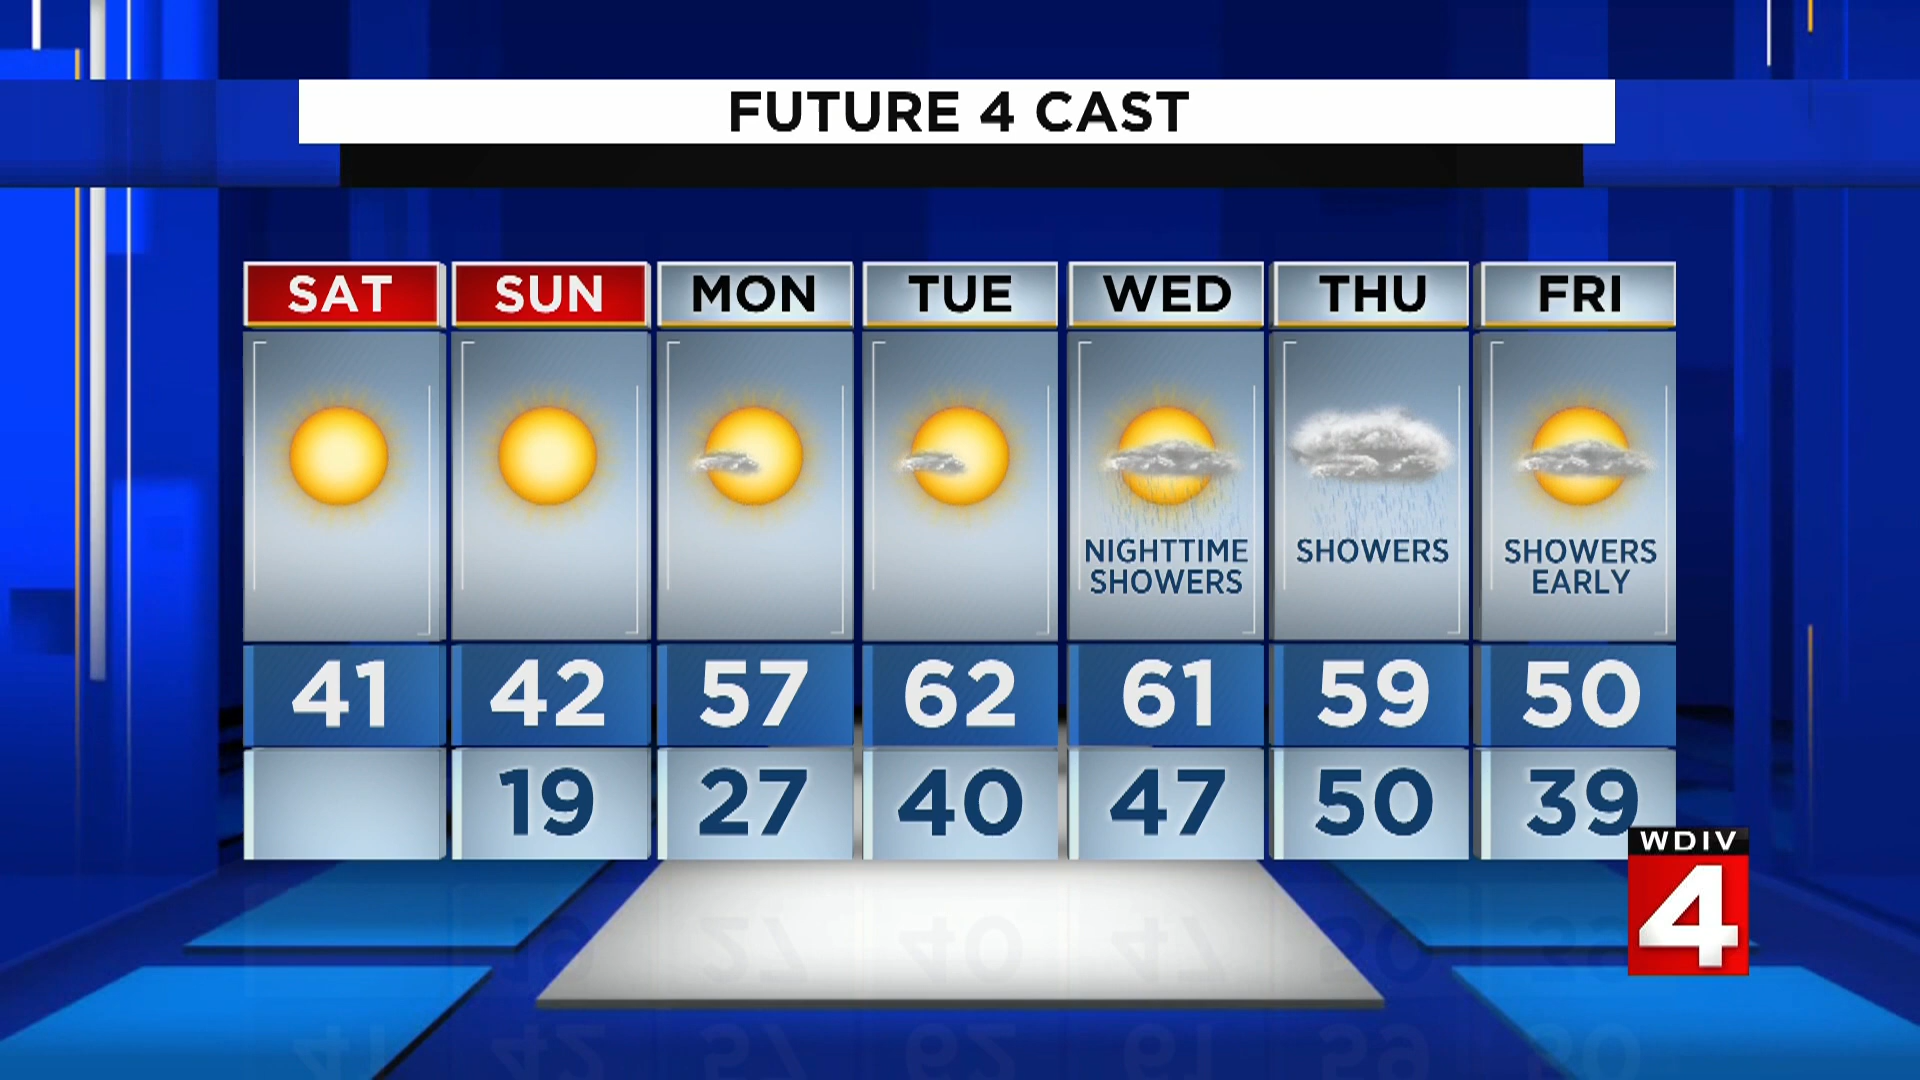 FUTURE 4 CAST
SAT SUN MON TUE WED THU FRI
NIGHTTIME SHOWERS SHOWERS
SHOWERS EARLY
41 42 57 62 61 59 50
19 27 40 47 50 39
WDIV
4